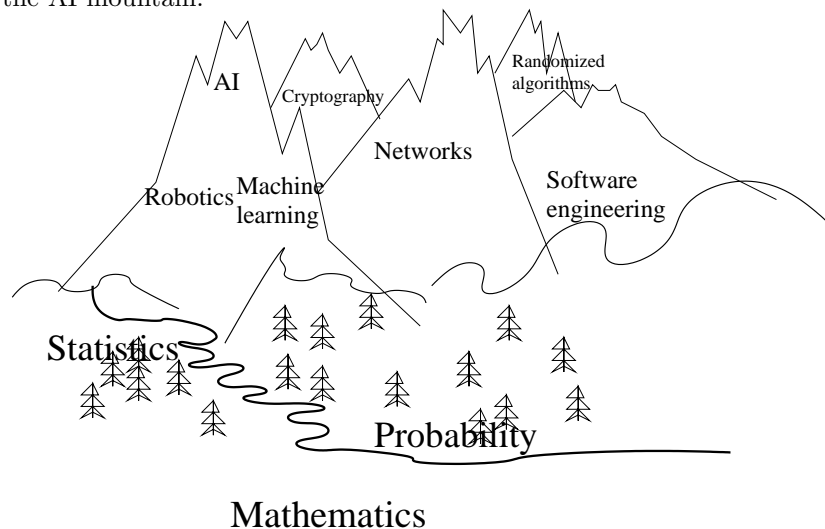 the AI mountain.
Randomized
algorithms
AI
Cryptography
Networks
Robotics
Machine
learning
Software
engineering
Statistics
Probability
Mathematics